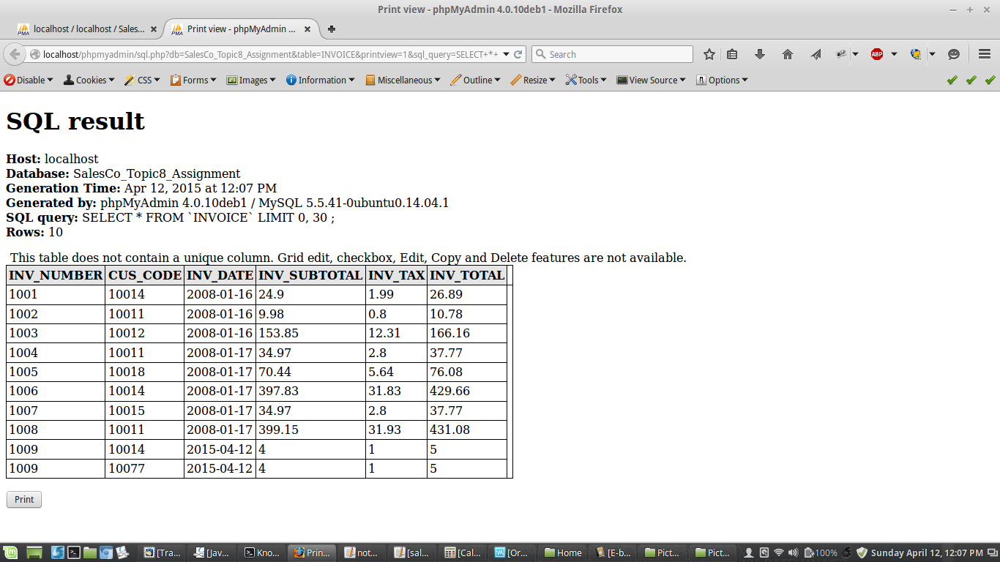 Print view - phpMyAdmin 4.0.10deb1 - Mozilla Firefox
localhost / localhost / Sales... Print view - phpMyAdmin ...
localhost/phpmyadmin/sql.php?db=SalesCo_Topic8_Assignment&table=INVOICE&printview=1&sql_query=SELECT+*+ Search ABP
Disable Cookies CSS Forms Images Information Miscellaneous Outline Resize Tools View Source Options
SQL result
Host: localhost
Database: SalesCo_Topic8_Assignment
Generation Time: Apr 12, 2015 at 12:07 PM
Generated by: phpMyAdmin 4.0.10deb1 / MySQL 5.5.41-0ubuntu0.14.04.1
SQL query: SELECT * FROM `INVOICE` LIMIT 0, 30 ;
Rows: 10
This table does not contain a unique column. Grid edit, checkbox, Edit, Copy and Delete features are not available.
INV_NUMBER CUS_CODE INV_DATE INV_SUBTOTAL INV_TAX INV_TOTAL
1001 10014 2008-01-16 24.9 1.99 26.89
1002 10011 2008-01-16 9.98 0.8 10.78
1003 10012 2008-01-16 153.85 12.31 166.16
1004 10011 2008-01-17 34.97 2.8 37.77
1005 10018 2008-01-17 70.44 5.64 76.08
1006 10014 2008-01-17 397.83 31.83 429.66
1007 10015 2008-01-17 34.97 2.8 37.77
1008 10011 2008-01-17 399.15 31.93 431.08
1009 10014 2015-04-12 4 1 5
1009 10077 2015-04-12 4 1 5
Print
[Tra... [Jav... Kno... Prin... not... [sal... [Cal... [Or... Home [E-b... Pict... Pict... 100% Sunday April 12, 12:07 PM